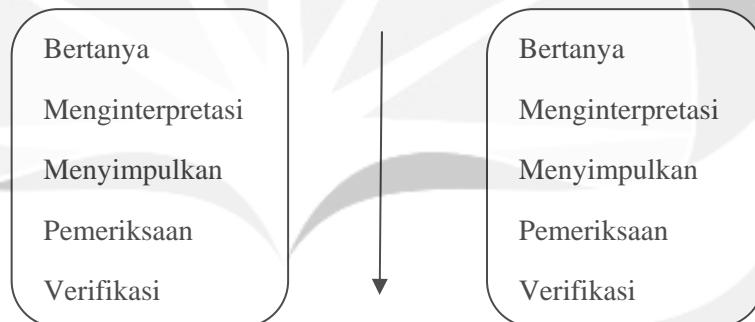 Bertanya
Menginterpretasi
Menyimpulkan
Pemeriksaan
Verifikasi
Bertanya
Menginterpretasi
Menyimpulkan
Pemeriksaan
Verifikasi